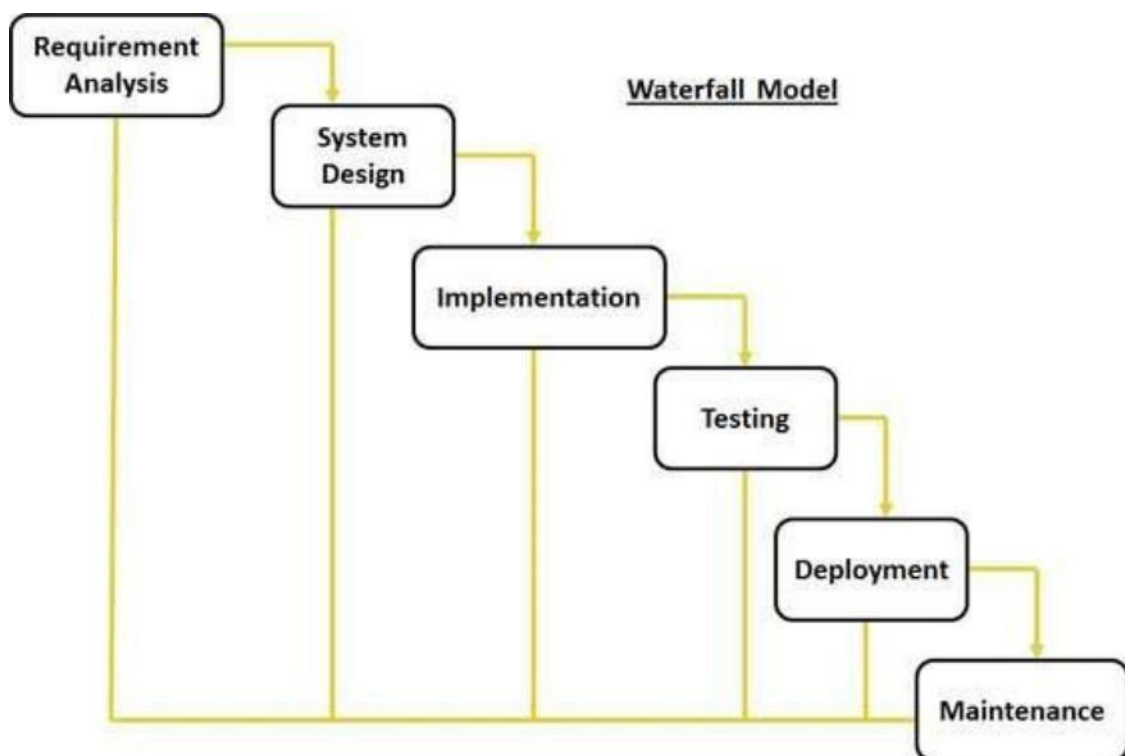 Requirement
Analysis
Waterfall Model
System
Design
Implementation
Testing
Deployment
Maintenance